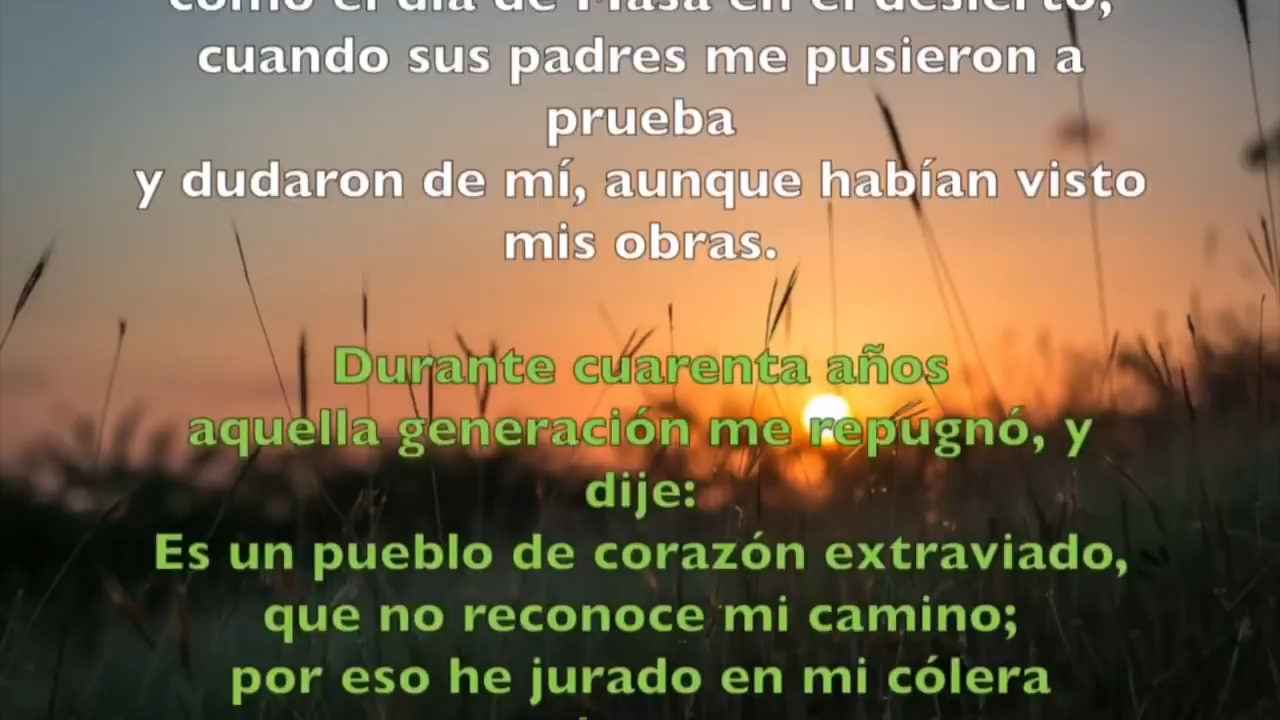 como el día de Masá en el desierto,
cuando sus padres me pusieron a
prueba
y dudaron de mí, aunque habían visto
mis obras.
Durante cuarenta años
aquella generación me repugnó, y
dije:
Es un pueblo de corazón extraviado,
que no reconoce mi camino;
por eso he jurado en mi cólera